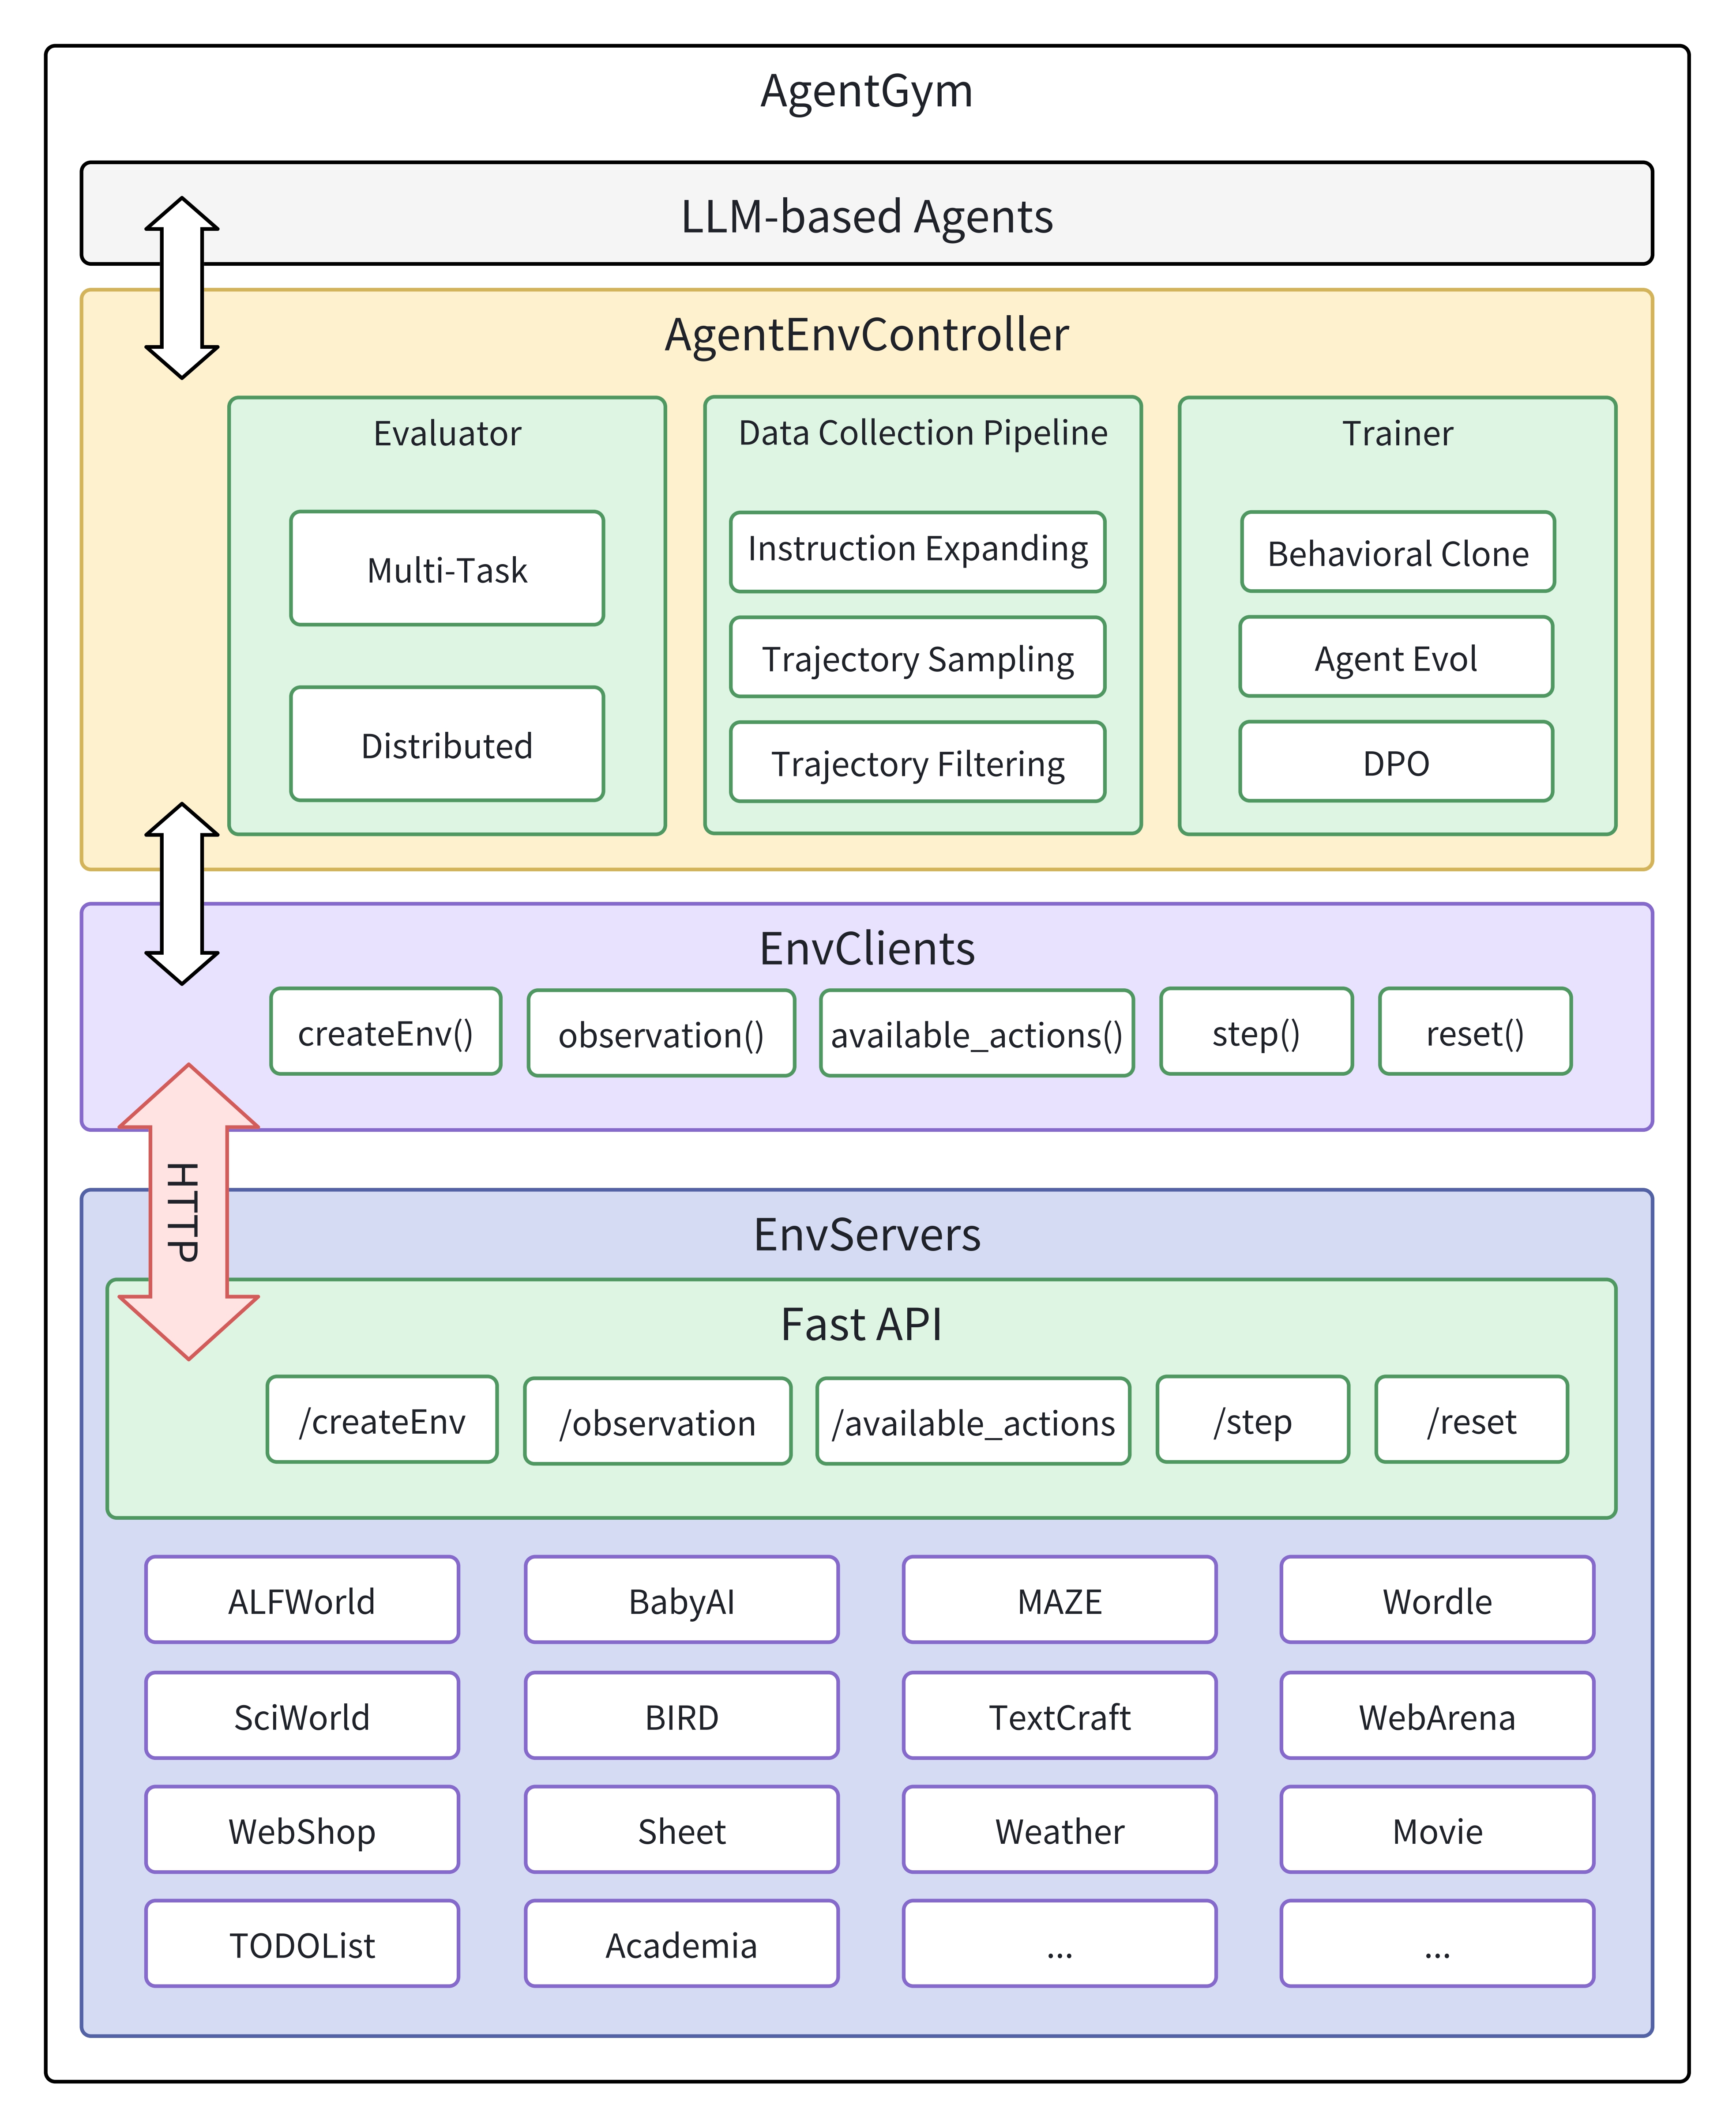 AgentGym
LLM-based Agents
AgentEnvController
Evaluator
Multi-Task
Distributed
Data Collection Pipeline
Instruction Expanding
Trajectory Sampling
Trajectory Filtering
Trainer
Behavioral Clone
Agent Evol
DPO
EnvClients
createEnv()
observation()
available_actions()
step()
reset()
HTTP
EnvServers
Fast API
/createEnv
/observation
/available_actions
/step
/reset
ALFWorld
BabyAI
MAZE
Wordle
SciWorld
BIRD
TextCraft
WebArena
WebShop
Sheet
Weather
Movie
TODOList
Academia
...
...